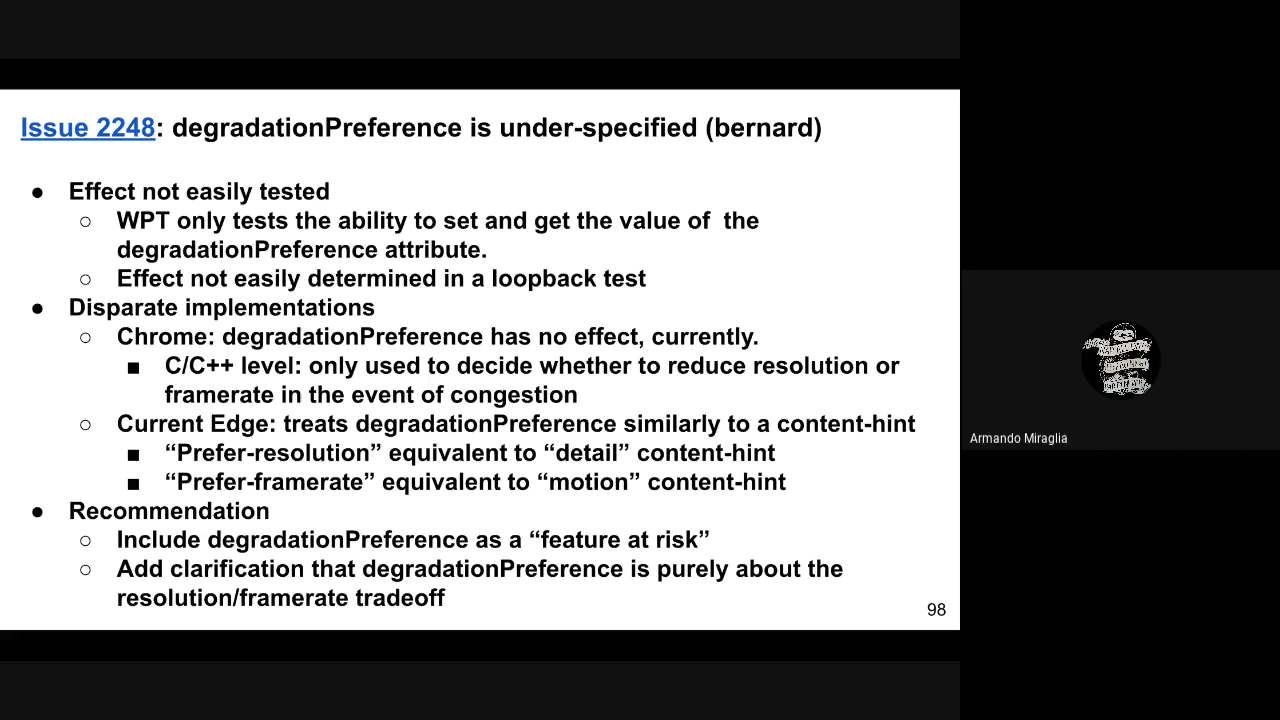 Issue 2248: degradationPreference is under-specified (bernard)
● Effect not easily tested
○ WPT only tests the ability to set and get the value of  the
degradationPreference attribute.
○ Effect not easily determined in a loopback test
● Disparate implementations
○ Chrome: degradationPreference has no effect, currently.
■ C/C++ level: only used to decide whether to reduce resolution or
framerate in the event of congestion
○ Current Edge: treats degradationPreference similarly to a content-hint
■ “Prefer-resolution” equivalent to “detail” content-hint
■ “Prefer-framerate” equivalent to “motion” content-hint
● Recommendation
○ Include degradationPreference as a “feature at risk”
○ Add clarification that degradationPreference is purely about the
resolution/framerate tradeoff
98
Armando Miraglia